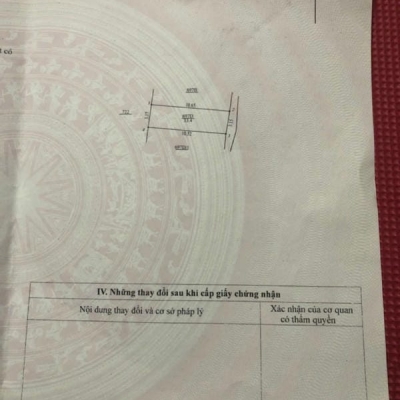 có
IV. Những thay đổi sau khi cấp giấy chứng nhận
Nội dung thay đổi và cơ sở pháp lý
Xác nhận của cơ quan
có thẩm quyền